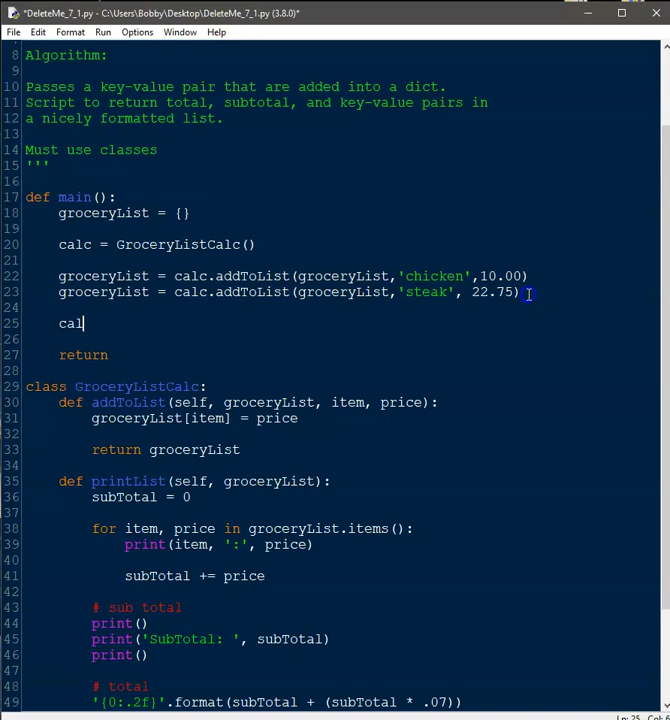 *DeleteMe_7_1.py - C:\Users\Bobby\Desktop\DeleteMe_7_1.py (3.8.0)*
File Edit Format Run Options Window Help
8 Algorithm:
9
10 Passes a key-value pair that are added into a dict.
11 Script to return total, subtotal, and key-value pairs in
12 a nicely formatted list.
13
14 Must use classes
15 '''
16
17 def main():
18     groceryList = {}
19
20     calc = GroceryListCalc()
21
22     groceryList = calc.addToList(groceryList,'chicken',10.00)
23     groceryList = calc.addToList(groceryList,'steak', 22.75)
24
25     cal
26
27     return
28
29 class GroceryListCalc:
30     def addToList(self, groceryList, item, price):
31         groceryList[item] = price
32
33         return groceryList
34
35     def printList(self, groceryList):
36         subTotal = 0
37
38         for item, price in groceryList.items():
39             print(item, ':', price)
40
41             subTotal += price
42
43         # sub total
44         print()
45         print('SubTotal: ', subTotal)
46         print()
47
48         # total
49         '{0:.2f}'.format(subTotal + (subTotal * .07))